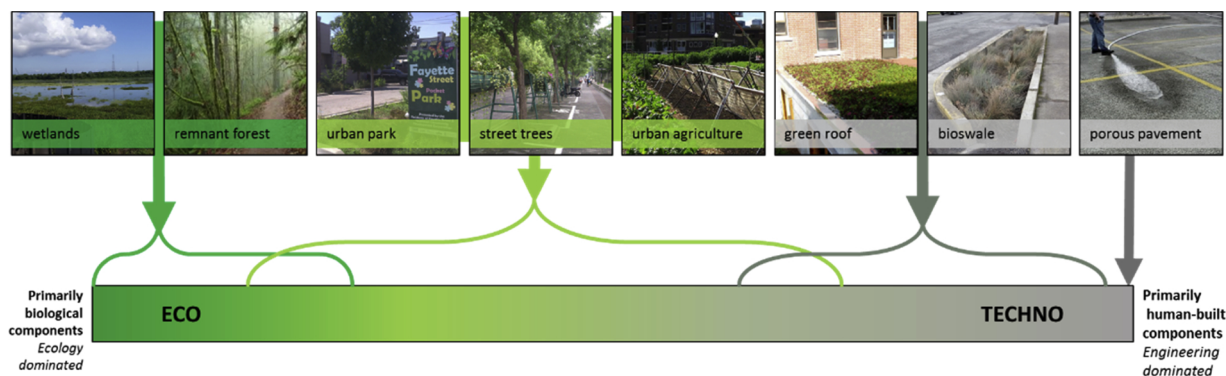 wetlands
remnant forest
urban park
street trees
urban agriculture
green roof
bioswale
porous pavement
Fayette
Street
Pocket
Park
Primarily
biological
components
Ecology
dominated
ECO
TECHNO
Primarily
human-built
components
Engineering
dominated